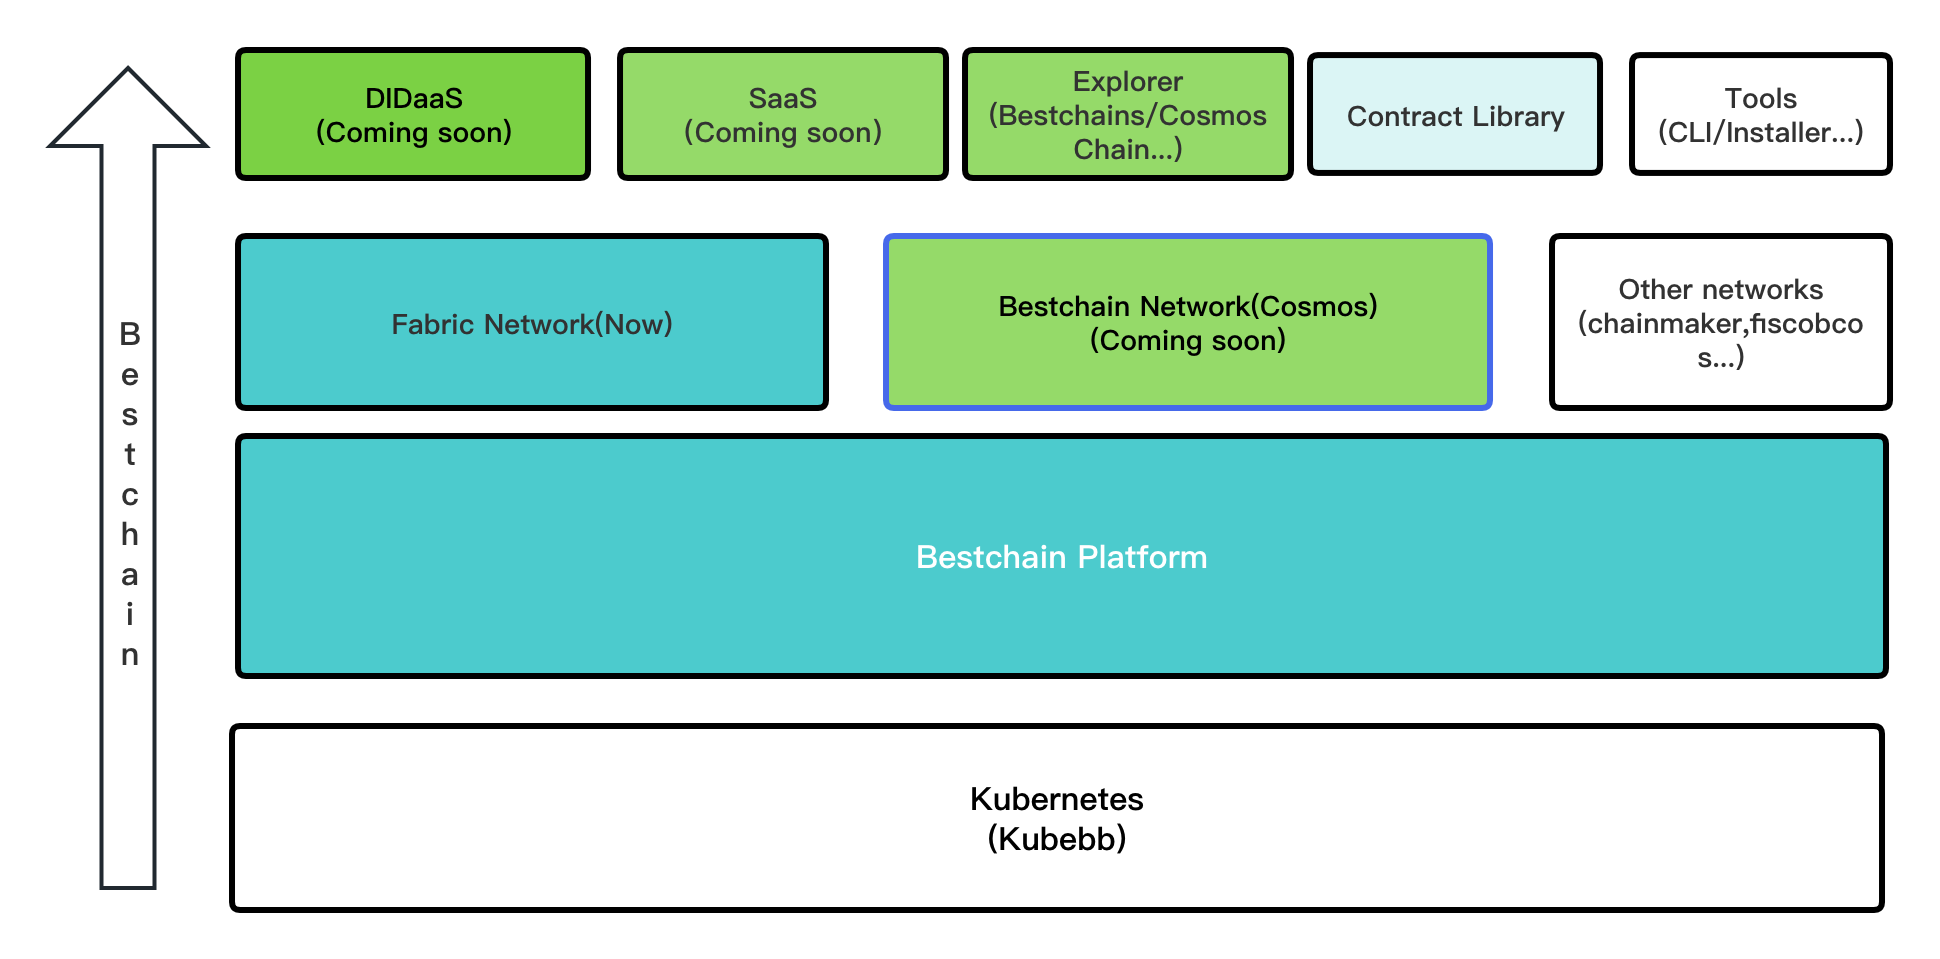 DIDaaS
(Coming soon)
SaaS
(Coming soon)
Explorer
(Bestchains/Cosmos
Chain...)
Contract Library
Tools
(CLI/Installer...)
Fabric Network(Now)
Bestchain Network(Cosmos)
(Coming soon)
Other networks
(chainmaker,fiscobco
s...)
Bestchain
Bestchain Platform
Kubernetes
(Kubebb)